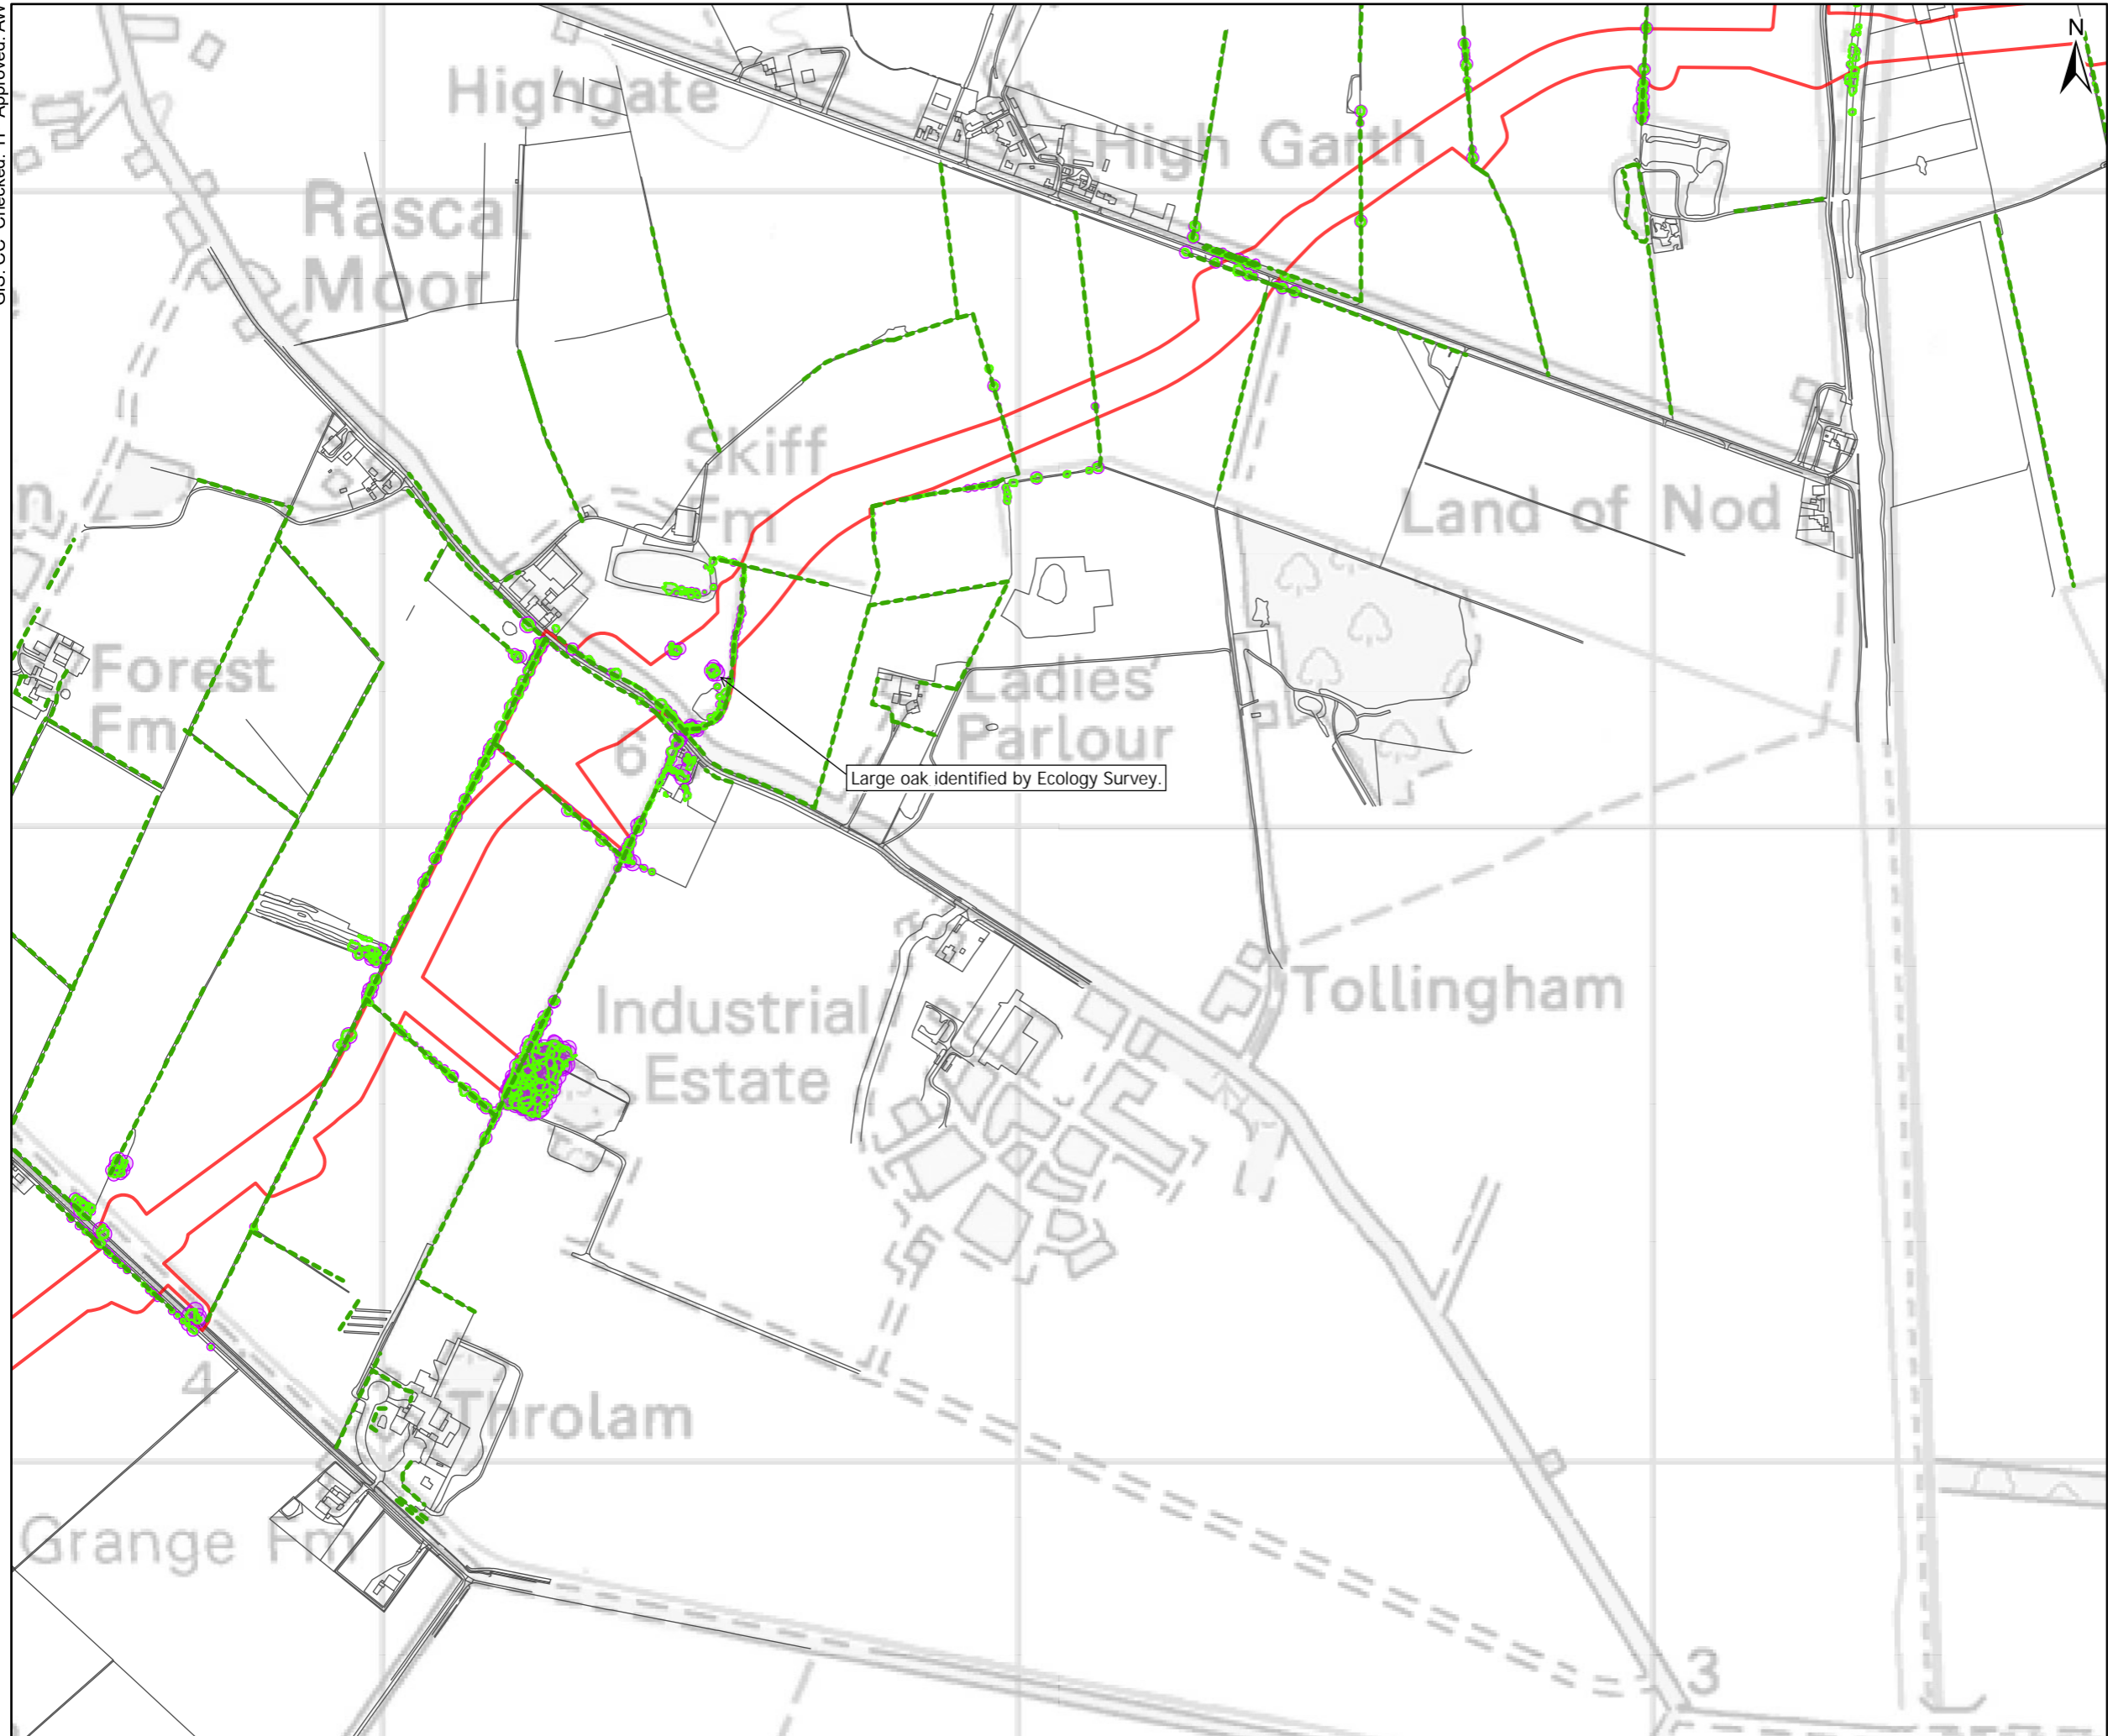 N
Highgate
High Garth
Rascal
Moor
Skiff
Fm
Land of Nod
Forest
Fm
Ladies'
Parlour
6
Large oak identified by Ecology Survey.
Tollingham
Industrial
Estate
4
Throlam
Grange Fm
3